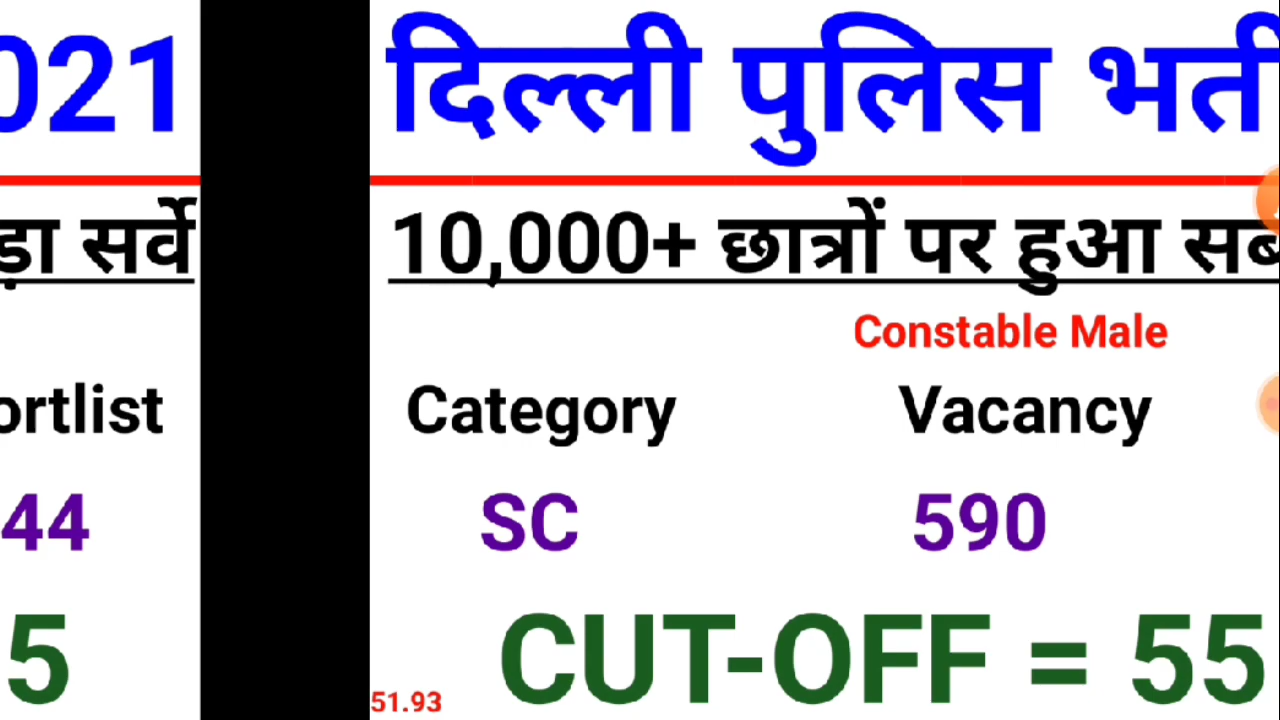 021
ड़ा सर्वे
ortlist
44
5
दिल्ली पुलिस भर्ती
10,000+ छात्रों पर हुआ सब
Constable Male
Category Vacancy
SC 590
CUT-OFF = 55
51.93